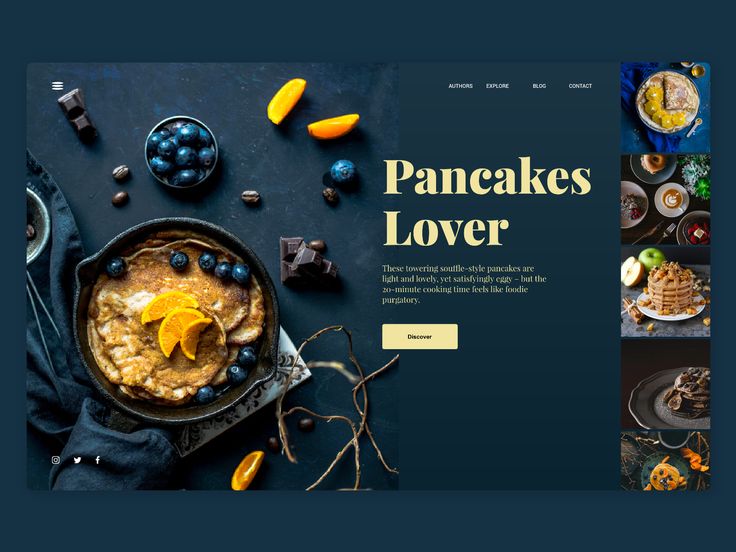 AUTHORS EXPLORE BLOG CONTACT
Pancakes
Lover
These towering souffle-style pancakes are
light and lovely, yet satisfyingly eggy – but the
20-minute cooking time feels like foodie
purgatory.
Discover